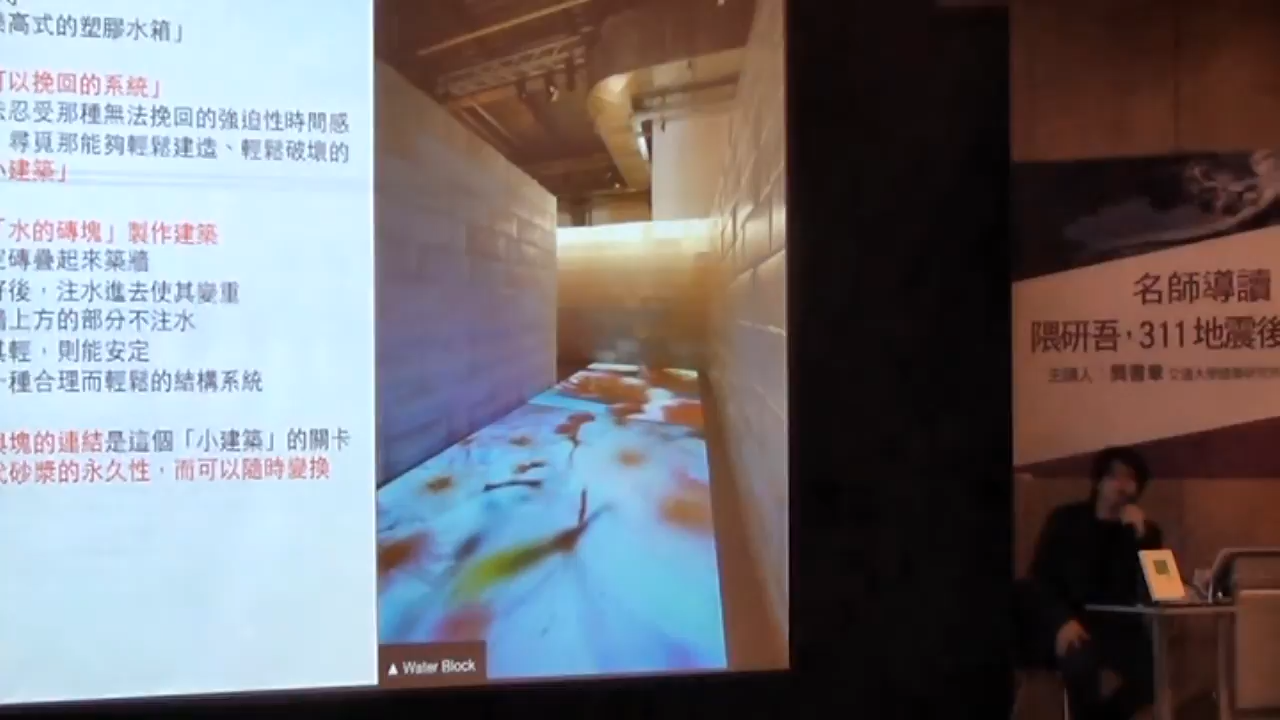 高式的塑膠水箱」
可以挽回的系統」
忍受那種無法挽回的強迫性時間感
尋覓那能夠輕鬆建造、輕鬆破壞的
小建築」
「水的磚塊」製作建築
磚疊起來築牆
好後，注水進去使其變重
上方的部分不注水
其輕，則能安定
一種合理而輕鬆的結構系統
塊的連結是這個「小建築」的關卡
砂漿的永久性，而可以隨時變換
▲ Water Block
名師導讀
隈研吾，311地震後
主講人：